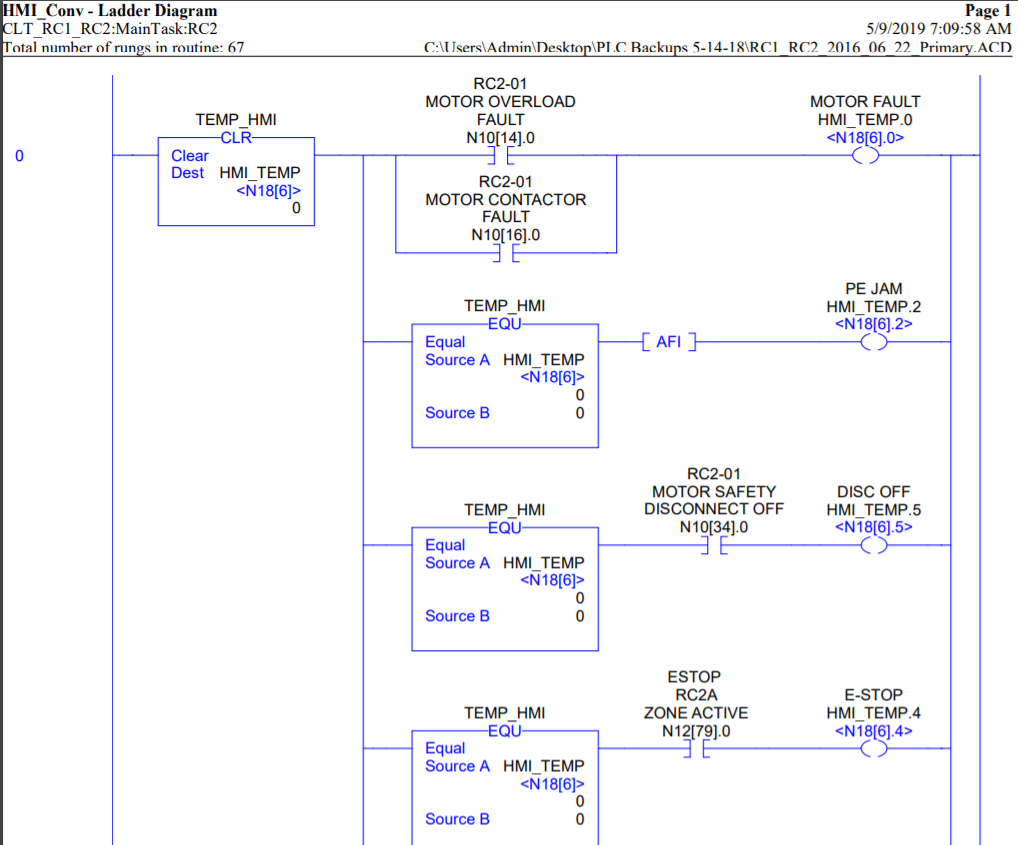 HMI_Conv - Ladder Diagram
Page 1
CLT_RC1_RC2:MainTask:RC2
5/9/2019 7:09:58 AM
Total number of rungs in routine: 67
C:\Users\Admin\Desktop\PLC Backups 5-14-18\RC1_RC2_2016_06_22_Primary.ACD
0
TEMP_HMI
CLR
Clear
Dest HMI_TEMP
<N18[6]>
0
RC2-01
MOTOR OVERLOAD
FAULT
N10[14].0
MOTOR FAULT
HMI_TEMP.0
<N18[6].0>
RC2-01
MOTOR CONTACTOR
FAULT
N10[16].0
TEMP_HMI
EQU
Equal
Source A HMI_TEMP
<N18[6]>
0
Source B 0
AFI
PE JAM
HMI_TEMP.2
<N18[6].2>
TEMP_HMI
EQU
Equal
Source A HMI_TEMP
<N18[6]>
0
Source B 0
RC2-01
MOTOR SAFETY
DISCONNECT OFF
N10[34].0
DISC OFF
HMI_TEMP.5
<N18[6].5>
TEMP_HMI
EQU
Equal
Source A HMI_TEMP
<N18[6]>
0
Source B 0
ESTOP
RC2A
ZONE ACTIVE
N12[79].0
E-STOP
HMI_TEMP.4
<N18[6].4>